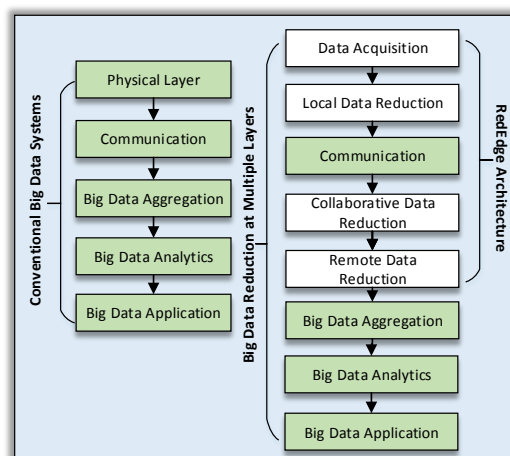 Conventional Big Data Systems
Physical Layer
Communication
Big Data Aggregation
Big Data Analytics
Big Data Application
Big Data Reduction at Multiple Layers
Data Acquisition
Local Data Reduction
Communication
Collaborative Data
Reduction
Remote Data
Reduction
Big Data Aggregation
Big Data Analytics
Big Data Application
RedEdge
Architecture